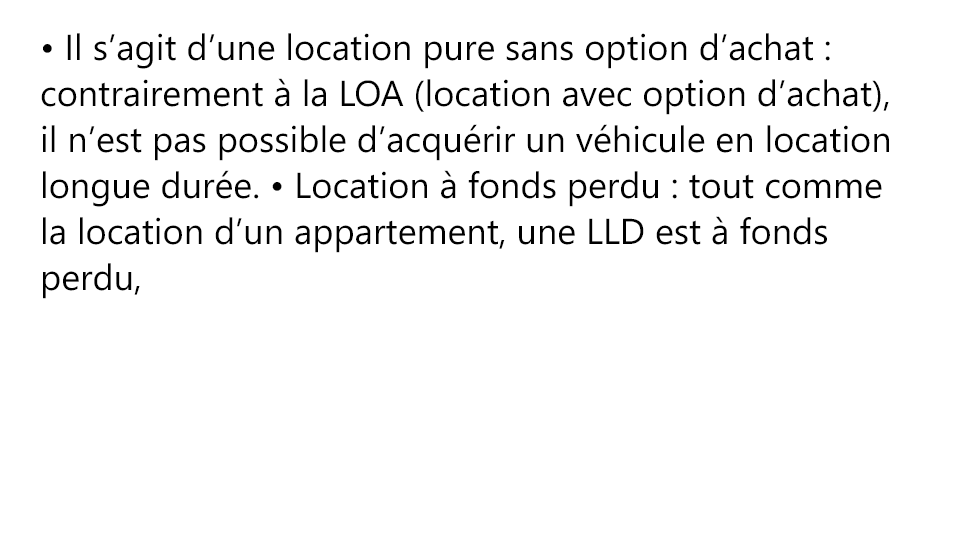 • Il s’agit d’une location pure sans option d’achat :
contrairement à la LOA (location avec option d’achat),
il n’est pas possible d’acquérir un véhicule en location
longue durée. • Location à fonds perdu : tout comme
la location d’un appartement, une LLD est à fonds
perdu,